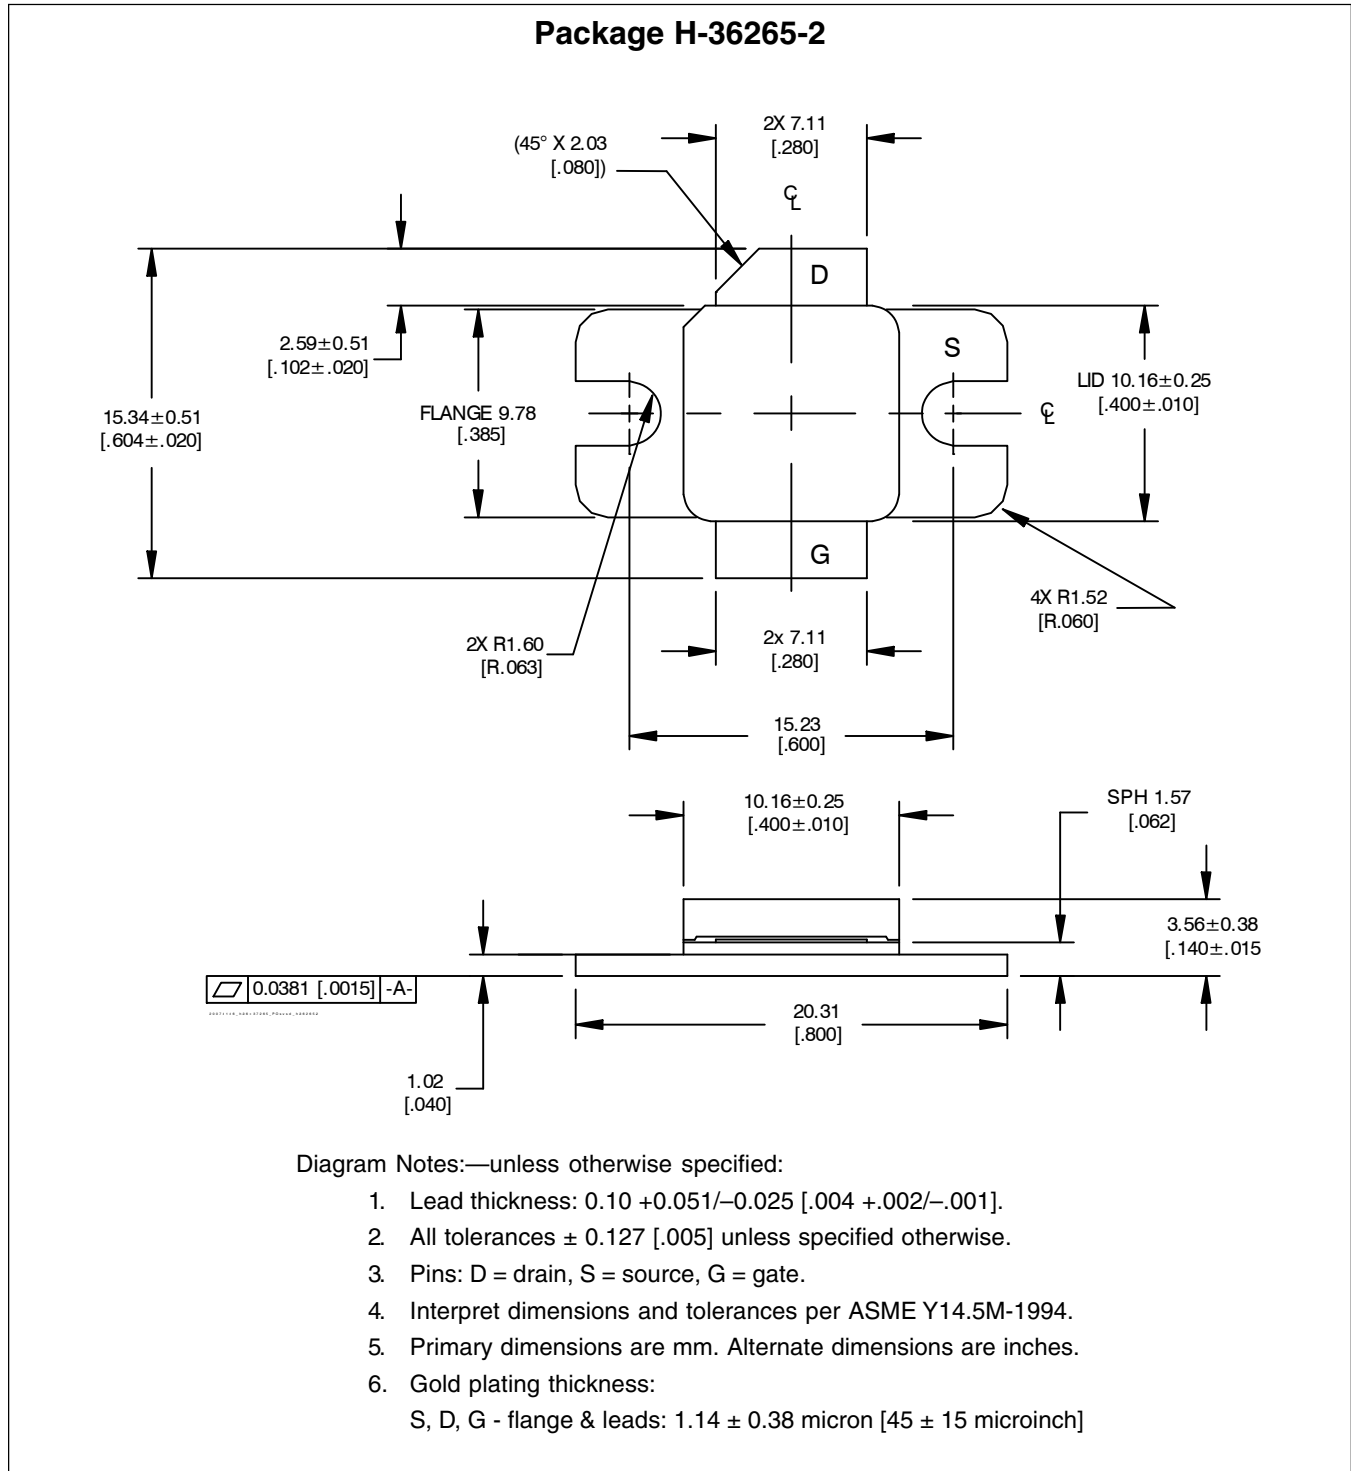 Package H-36265-2
2X 7.11
[.280]
(45° X 2.03
[.080])
℄
D
S
2.59±0.51
[.102±.020]
LID 10.16±0.25
[.400±.010]
FLANGE 9.78
[.385]
15.34±0.51
[.604±.020]
℄
G
4X R1.52
[R.060]
2X R1.60
[R.063]
2x 7.11
[.280]
15.23
[.600]
10.16±0.25
[.400±.010]
SPH 1.57
[.062]
3.56±0.38
[.140±.015
0.0381 [.0015] -A-
20.31
[.800]
1.02
[.040]
Diagram Notes:—unless otherwise specified:
1. Lead thickness: 0.10 +0.051/–0.025 [.004 +.002/–.001].
2. All tolerances ± 0.127 [.005] unless specified otherwise.
3. Pins: D = drain, S = source, G = gate.
4. Interpret dimensions and tolerances per ASME Y14.5M-1994.
5. Primary dimensions are mm. Alternate dimensions are inches.
6. Gold plating thickness:
S, D, G - flange & leads: 1.14 ± 0.38 micron [45 ± 15 microinch]